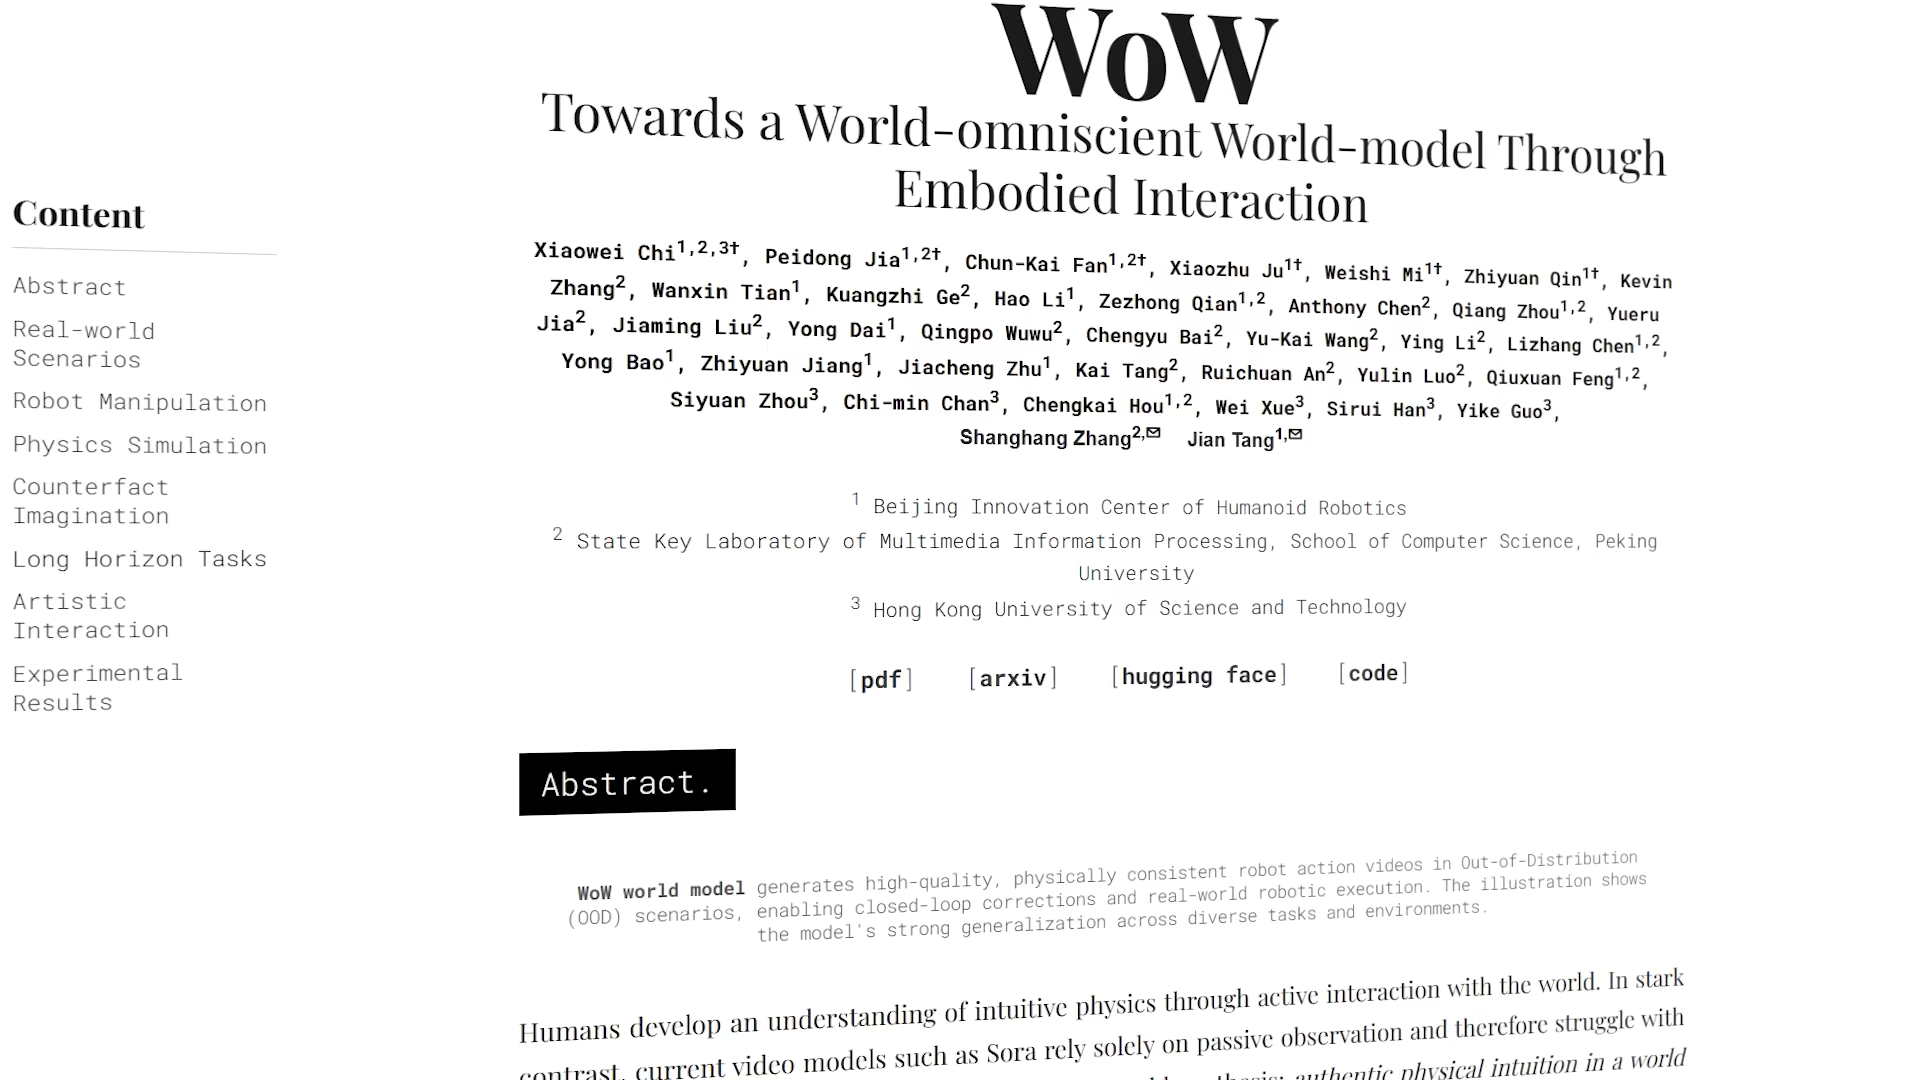 WoW
Towards a World-omniscient World-model Through
Embodied Interaction
Content
Abstract
Real-world
Scenarios
Robot Manipulation
Physics Simulation
Counterfact
Imagination
Long Horizon Tasks
Artistic
Interaction
Experimental
Results
Xiaowei Chi1,2,3†, Peidong Jia1,2†, Chun-Kai Fan1,2†, Xiaozhu Ju1†, Weishi Mi1†, Zhiyuan Qin1†, Kevin
Zhang2, Wanxin Tian1, Kuangzhi Ge2, Hao Li1, Zezhong Qian1,2, Anthony Chen2, Qiang Zhou1,2, Yueru
Jia2, Jiaming Liu2, Yong Dai1, Qingpo Wuwu2, Chengyu Bai2, Yu-Kai Wang2, Ying Li2, Lizhang Chen1,2,
Yong Bao1, Zhiyuan Jiang1, Jiacheng Zhu1, Kai Tang2, Ruichuan An2, Yulin Luo2, Qiuxuan Feng1,2,
Siyuan Zhou3, Chi-min Chan3, Chengkai Hou1,2, Wei Xue3, Sirui Han3, Yike Guo3,
Shanghang Zhang2,✉ Jian Tang1,✉
1 Beijing Innovation Center of Humanoid Robotics
2 State Key Laboratory of Multimedia Information Processing, School of Computer Science, Peking
University
3 Hong Kong University of Science and Technology
[pdf] [arxiv] [hugging face] [code]
Abstract.
WoW world model generates high-quality, physically consistent robot action videos in Out-of-Distribution
(OOD) scenarios, enabling closed-loop corrections and real-world robotic execution. The illustration shows
the model's strong generalization across diverse tasks and environments.
Humans develop an understanding of intuitive physics through active interaction with the world. In stark
contrast, current video models such as Sora rely solely on passive observation and therefore struggle with
authentic physical intuition in a world